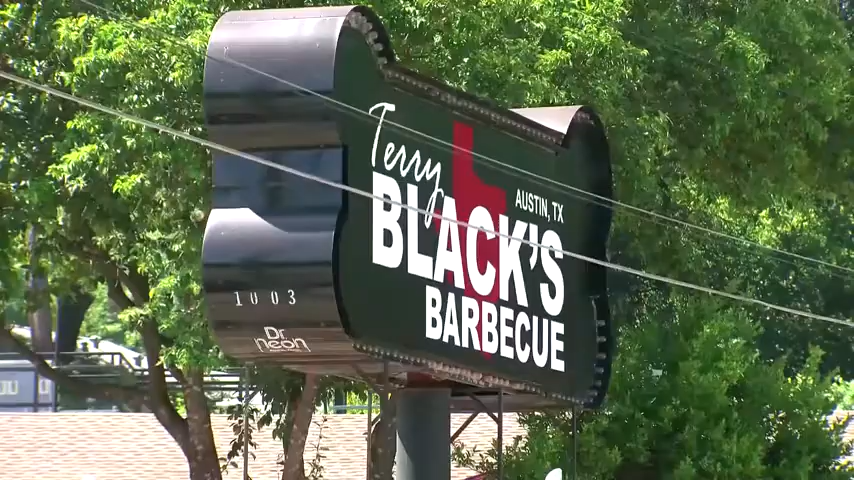 Terry
BLACK'S
AUSTIN, TX
BARBECUE
1003
Dr
neon